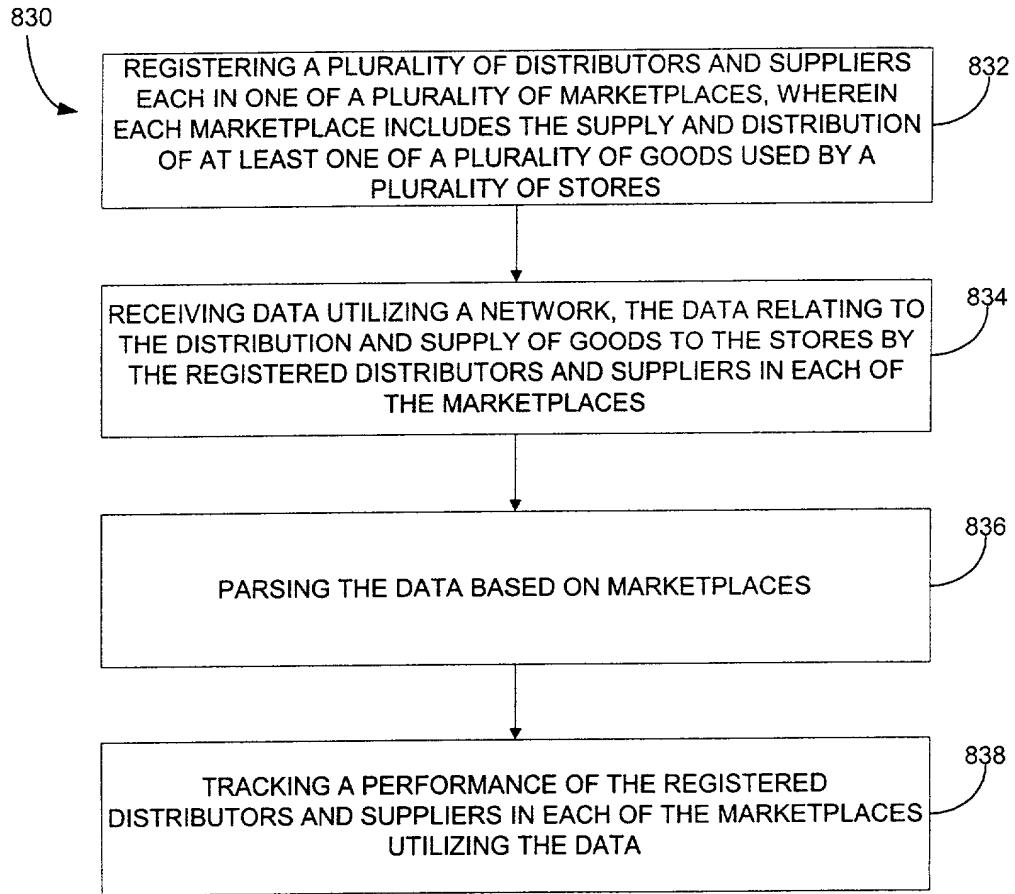 830
REGISTERING A PLURALITY OF DISTRIBUTORS AND SUPPLIERS
EACH IN ONE OF A PLURALITY OF MARKETPLACES, WHEREIN
EACH MARKETPLACE INCLUDES THE SUPPLY AND DISTRIBUTION
OF AT LEAST ONE OF A PLURALITY OF GOODS USED BY A
PLURALITY OF STORES
832
RECEIVING DATA UTILIZING A NETWORK, THE DATA RELATING TO
THE DISTRIBUTION AND SUPPLY OF GOODS TO THE STORES BY
THE REGISTERED DISTRIBUTORS AND SUPPLIERS IN EACH OF
THE MARKETPLACES
834
PARSING THE DATA BASED ON MARKETPLACES
836
TRACKING A PERFORMANCE OF THE REGISTERED
DISTRIBUTORS AND SUPPLIERS IN EACH OF THE MARKETPLACES
UTILIZING THE DATA
838